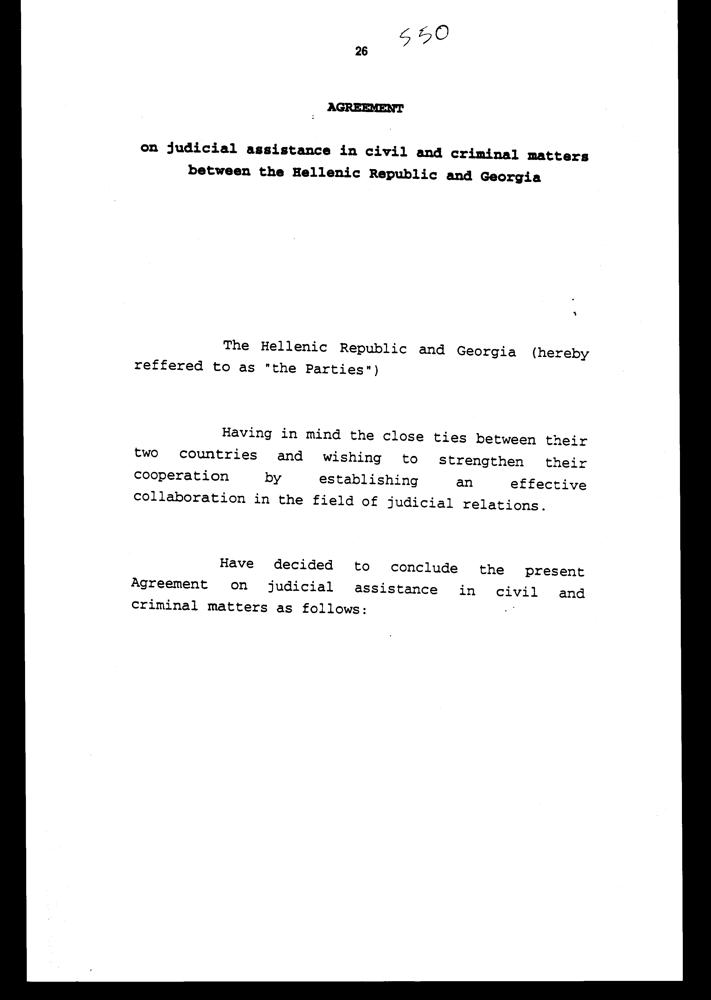 550
26
AGREEMENT
on judicial assistance in civil and criminal matters
between the Hellenic Republic and Georgia
The Hellenic Republic and Georgia (hereby
reffered to as "the Parties")
Having in mind the close ties between their
two countries and wishing to strengthen their
cooperation by establishing an effective
collaboration in the field of judicial relations.
Have decided to conclude the present
Agreement on judicial assistance in civil and
criminal matters as follows: